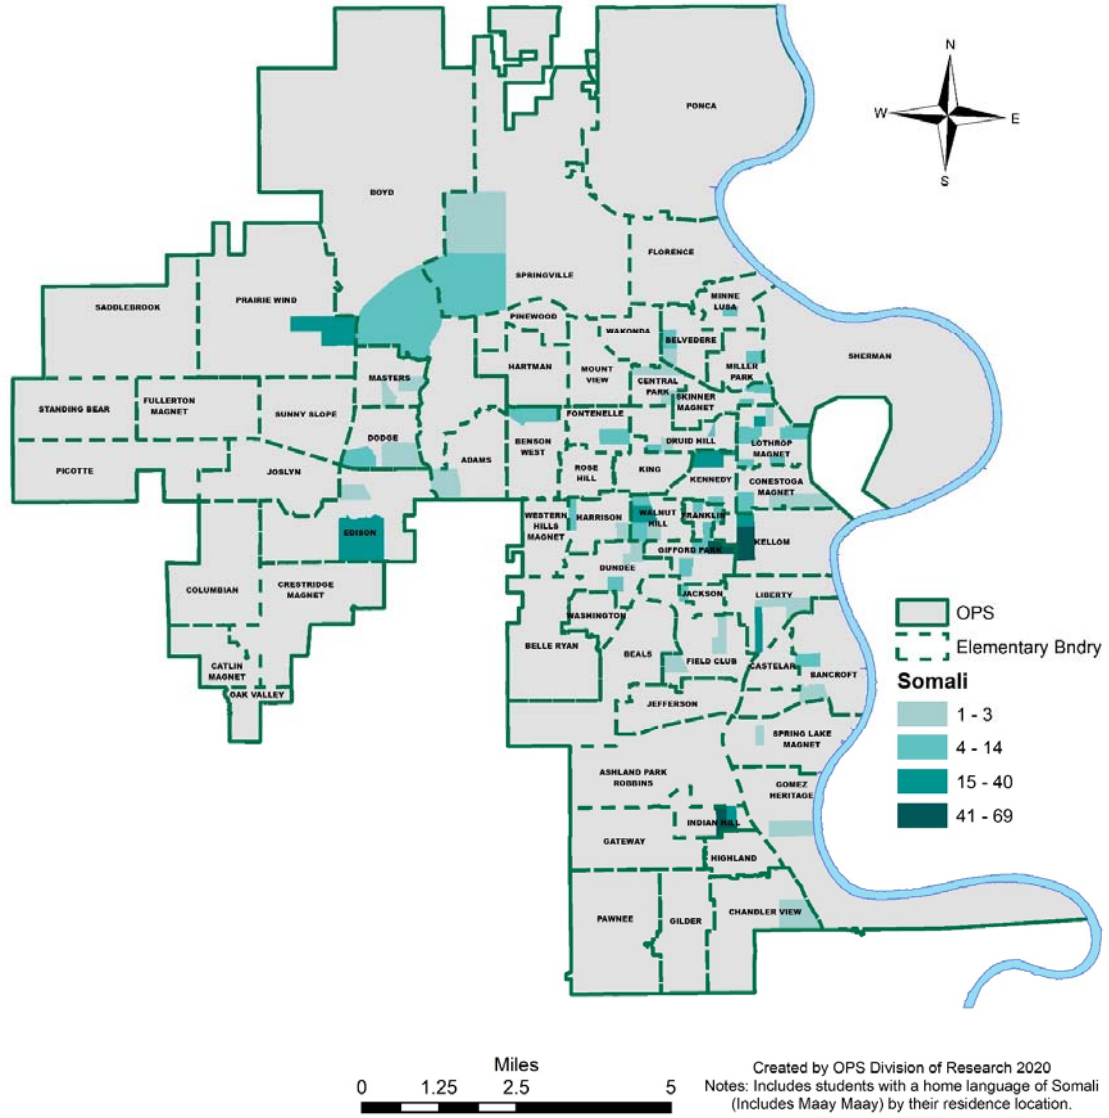 N
W
E
S
PONCA
BOYD
FLORENCE
SPRINGVILLE
SADDLEBROOK
PRAIRIE WIND
MINNE
LUSA
PINEWOOD
WAKONDA
BELVEDERE
SHERMAN
HARTMAN
MOUNT
VIEW
MILLER
PARK
MASTERS
CENTRAL
PARK
STANDING BEAR
FULLERTON
MAGNET
SUNNY SLOPE
SKINNER
MAGNET
FONTENELLE
DODGE
BENSON
WEST
DRUID HILL
LOTHROP
MAGNET
PICOTTE
JOSLYN
ADAMS
ROSE
HILL
KING
KENNEDY
CONESTOGA
MAGNET
WESTERN
HILLS
MAGNET
HARRISON
WALNUT
HILL
FRANKLIN
EDISON
KELLOM
GIFFORD PARK
DUNDEE
COLUMBIAN
CRESTRIDGE
MAGNET
JACKSON
LIBERTY
WASHINGTON
BELLE RYAN
BEALS
FIELD CLUB
CASTELAR
BANCROFT
CATLIN
MAGNET
OAK VALLEY
JEFFERSON
SPRING LAKE
MAGNET
ASHLAND PARK
ROBBINS
GOMEZ
HERITAGE
INDIAN HILL
GATEWAY
HIGHLAND
PAWNEE
GILDER
CHANDLER VIEW
OPS
Elementary Bndry
Somali
1 - 3
4 - 14
15 - 40
41 - 69
Miles
0 1.25 2.5 5
Created by OPS Division of Research 2020
Notes: Includes students with a home language of Somali
(Includes Maay Maay) by their residence location.